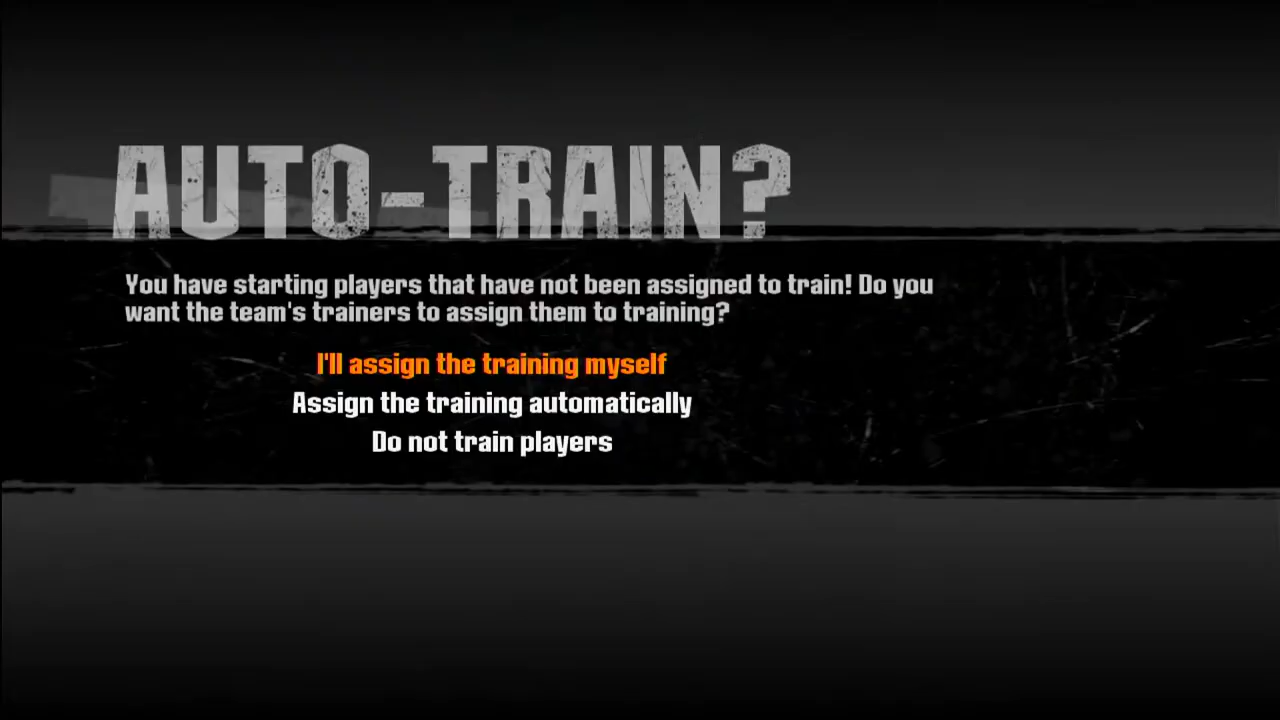 AUTO-TRAIN?
You have starting players that have not been assigned to train! Do you
want the team's trainers to assign them to training?
I'll assign the training myself
Assign the training automatically
Do not train players